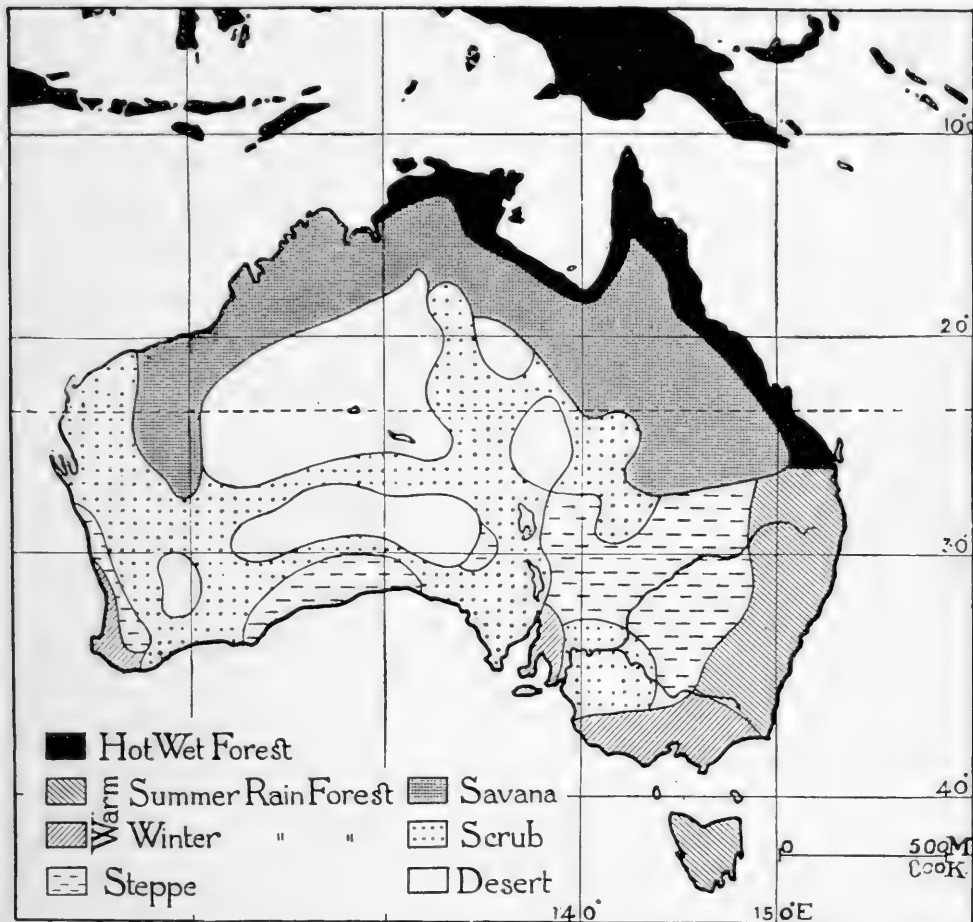 10°
20°
30°
Hot Wet Forest
Warm
Summer Rain Forest
Savana
40°
Winter " "
Scrub
0 500M
Steppe
Desert
140°
150°E